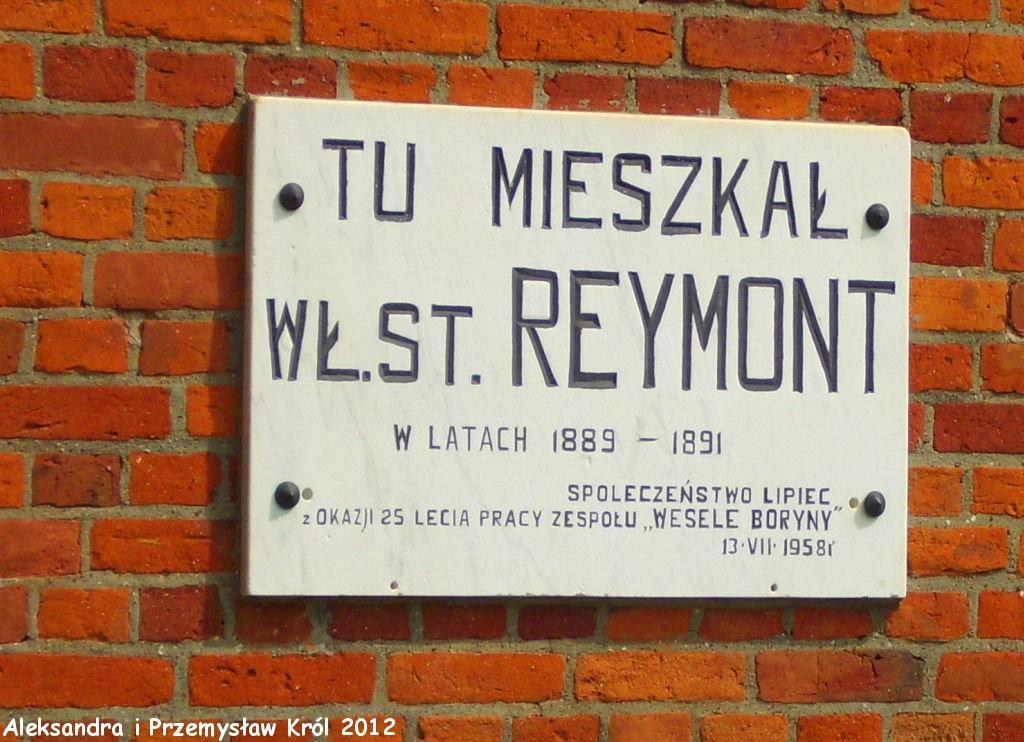 TU MIESZKAŁ
WŁ. ST. REYMONT
W LATACH 1889 – 1891
SPOLECZEŃSTWO LIPIEC
z OKAZJI 25 LECIA PRACY ZESPOŁU „WESELE BORYNY”
13·VII·1958r
Aleksandra i Przemysław Król 2012